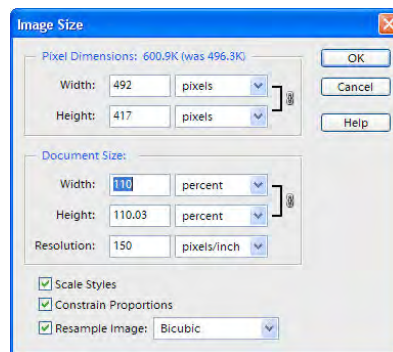 Image Size
Pixel Dimensions: 600.9K (was 496.3K)
OK
Width: 492 pixels
Cancel
Height: 417 pixels
Help
Document Size:
Width: 110 percent
Height: 110.03 percent
Resolution: 150 pixels/inch
Scale Styles
Constrain Proportions
Resample Image: Bicubic